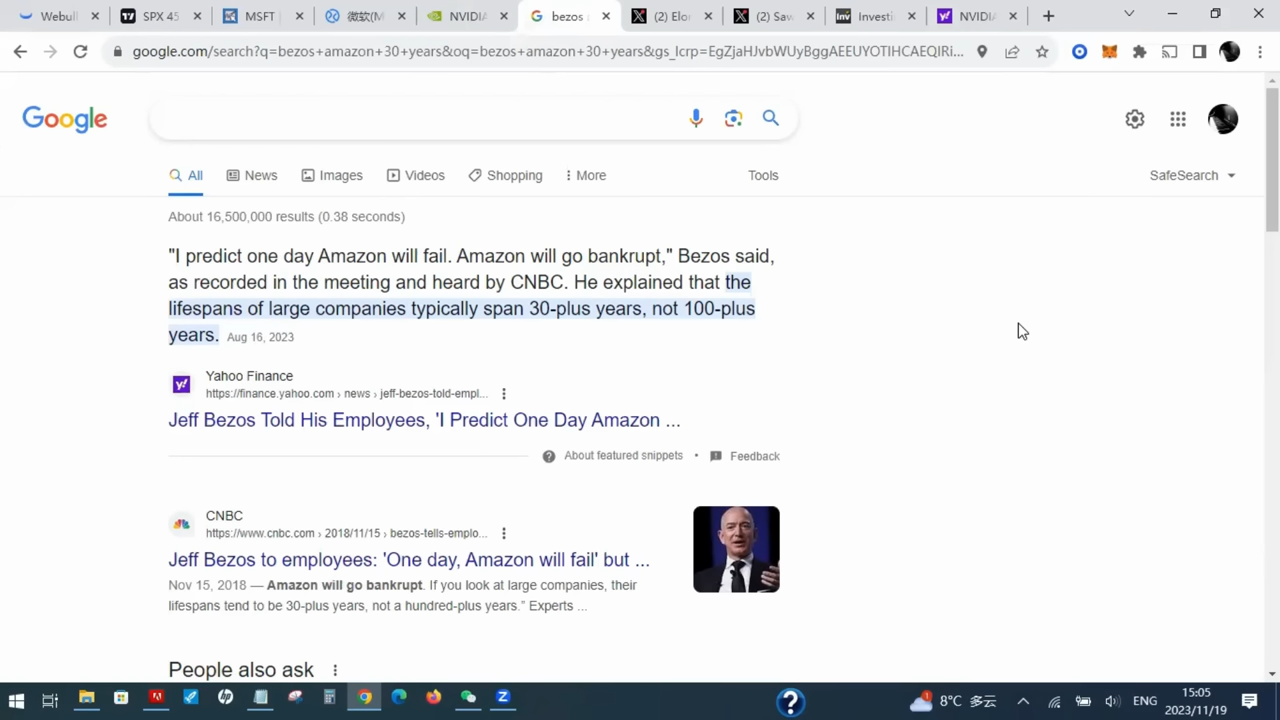 Webull
SPX 45
MSFT
微软(M
NVIDIA
bezos
(2) Elor
(2) Saw
Investi
NVIDIA
google.com/search?q=bezos+amazon+30+years&oq=bezos+amazon+30+years&gs_lcrp=EgZjaHJvbWUyBggAEEUYOTIHCAEQIRi...
Google
All
News
Images
Videos
Shopping
More
Tools
SafeSearch
About 16,500,000 results (0.38 seconds)
"I predict one day Amazon will fail. Amazon will go bankrupt," Bezos said,
as recorded in the meeting and heard by CNBC. He explained that the
lifespans of large companies typically span 30-plus years, not 100-plus
years. Aug 16, 2023
Yahoo Finance
https://finance.yahoo.com › news › jeff-bezos-told-empl...
Jeff Bezos Told His Employees, 'I Predict One Day Amazon ...
About featured snippets • Feedback
CNBC
https://www.cnbc.com › 2018/11/15 › bezos-tells-emplo...
Jeff Bezos to employees: 'One day, Amazon will fail' but ...
Nov 15, 2018 — Amazon will go bankrupt. If you look at large companies, their
lifespans tend to be 30-plus years, not a hundred-plus years.” Experts ...
People also ask
8°C 多云
ENG
15:05
2023/11/19